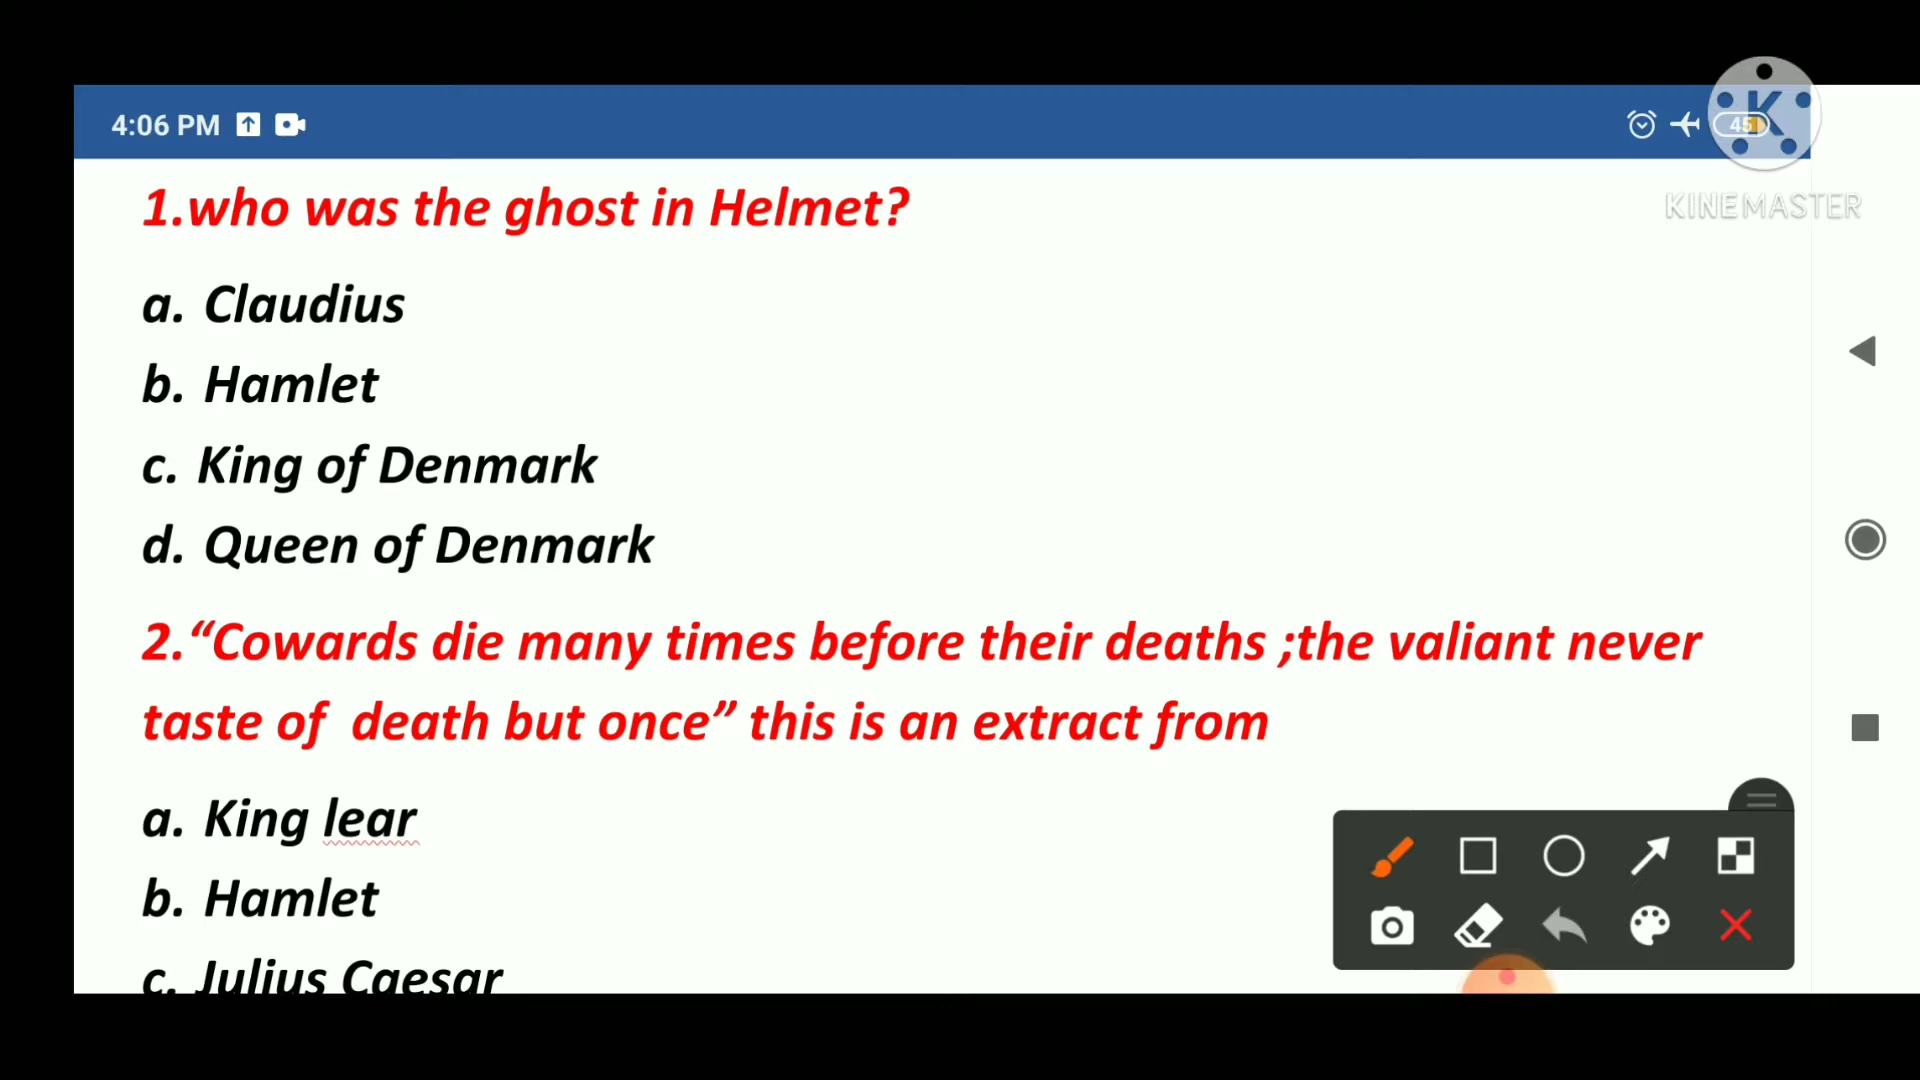 4:06 PM
45
K
KINEMASTER
1.who was the ghost in Helmet?
a. Claudius
b. Hamlet
c. King of Denmark
d. Queen of Denmark
2.“Cowards die many times before their deaths ;the valiant never
taste of death but once” this is an extract from
a. King lear
b. Hamlet
c. Julius Caesar